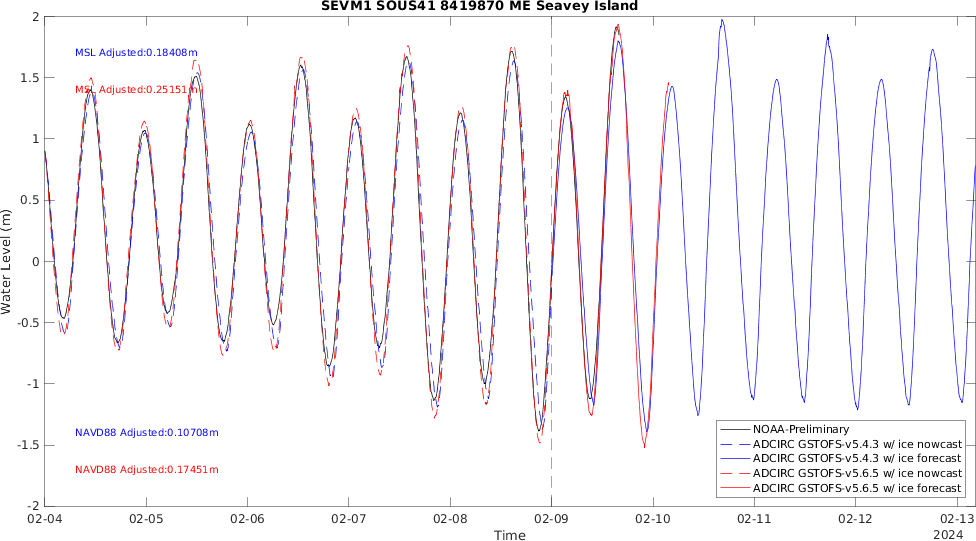 SEVM1 SOUS41 8419870 ME Seavey Island
2
1.5
1
0.5
0
-0.5
-1
-1.5
-2
Water Level (m)
MSL Adjusted:0.18408m
MSL Adjusted:0.25151m
NAVD88 Adjusted:0.10708m
NAVD88 Adjusted:0.17451m
NOAA-Preliminary
ADCIRC GSTOFS-v5.4.3 w/ ice nowcast
ADCIRC GSTOFS-v5.4.3 w/ ice forecast
ADCIRC GSTOFS-v5.6.5 w/ ice nowcast
ADCIRC GSTOFS-v5.6.5 w/ ice forecast
02-04 02-05 02-06 02-07 02-08 02-09 02-10 02-11 02-12 02-13
Time
2024